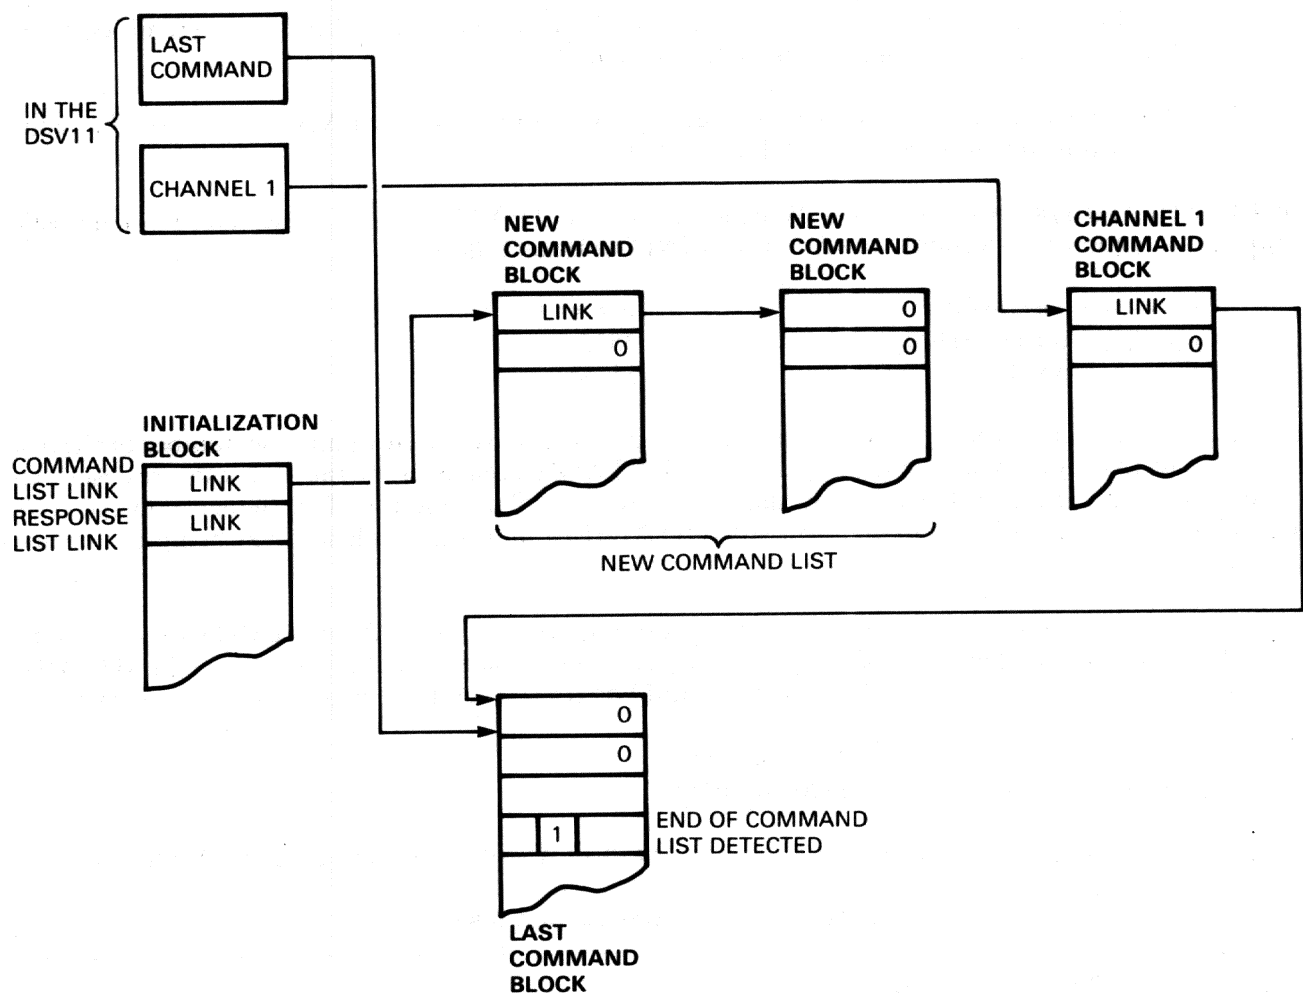 LAST
COMMAND
IN THE
DSV11
CHANNEL 1
NEW
COMMAND
BLOCK
LINK
0
NEW
COMMAND
BLOCK
0
0
CHANNEL 1
COMMAND
BLOCK
LINK
0
NEW COMMAND LIST
INITIALIZATION
BLOCK
COMMAND
LIST LINK
RESPONSE
LIST LINK
LINK
LINK
0
0
1
END OF COMMAND
LIST DETECTED
LAST
COMMAND
BLOCK